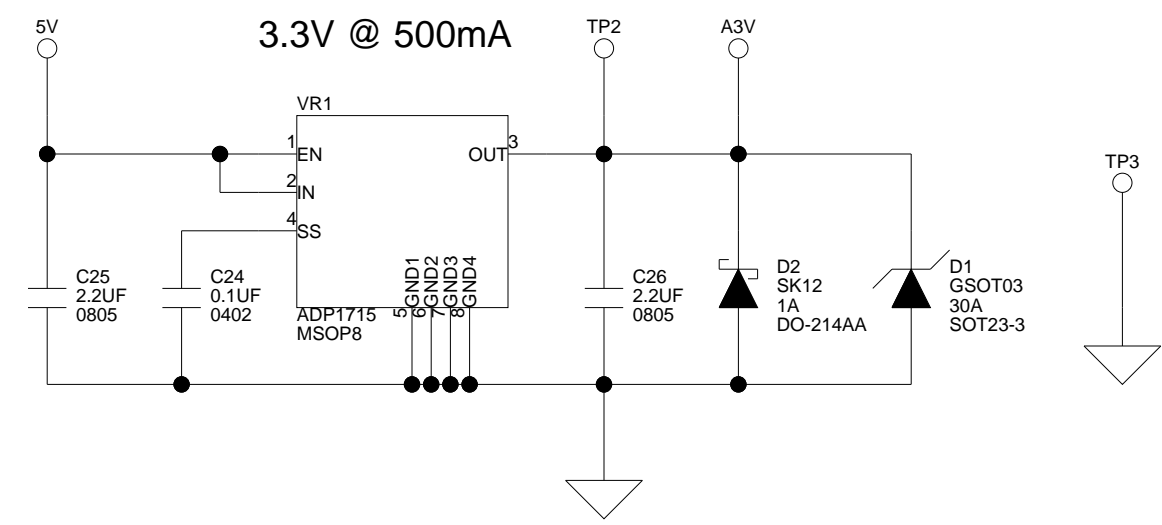 5V
3.3V @ 500mA
TP2
A3V
VR1
1
EN
2
IN
4
SS
OUT
3
GND1
GND2
GND3
GND4
5
6
7
8
ADP1715
MSOP8
C25
2.2UF
0805
C24
0.1UF
0402
C26
2.2UF
0805
D2
SK12
1A
DO-214AA
D1
GSOT03
30A
SOT23-3
TP3